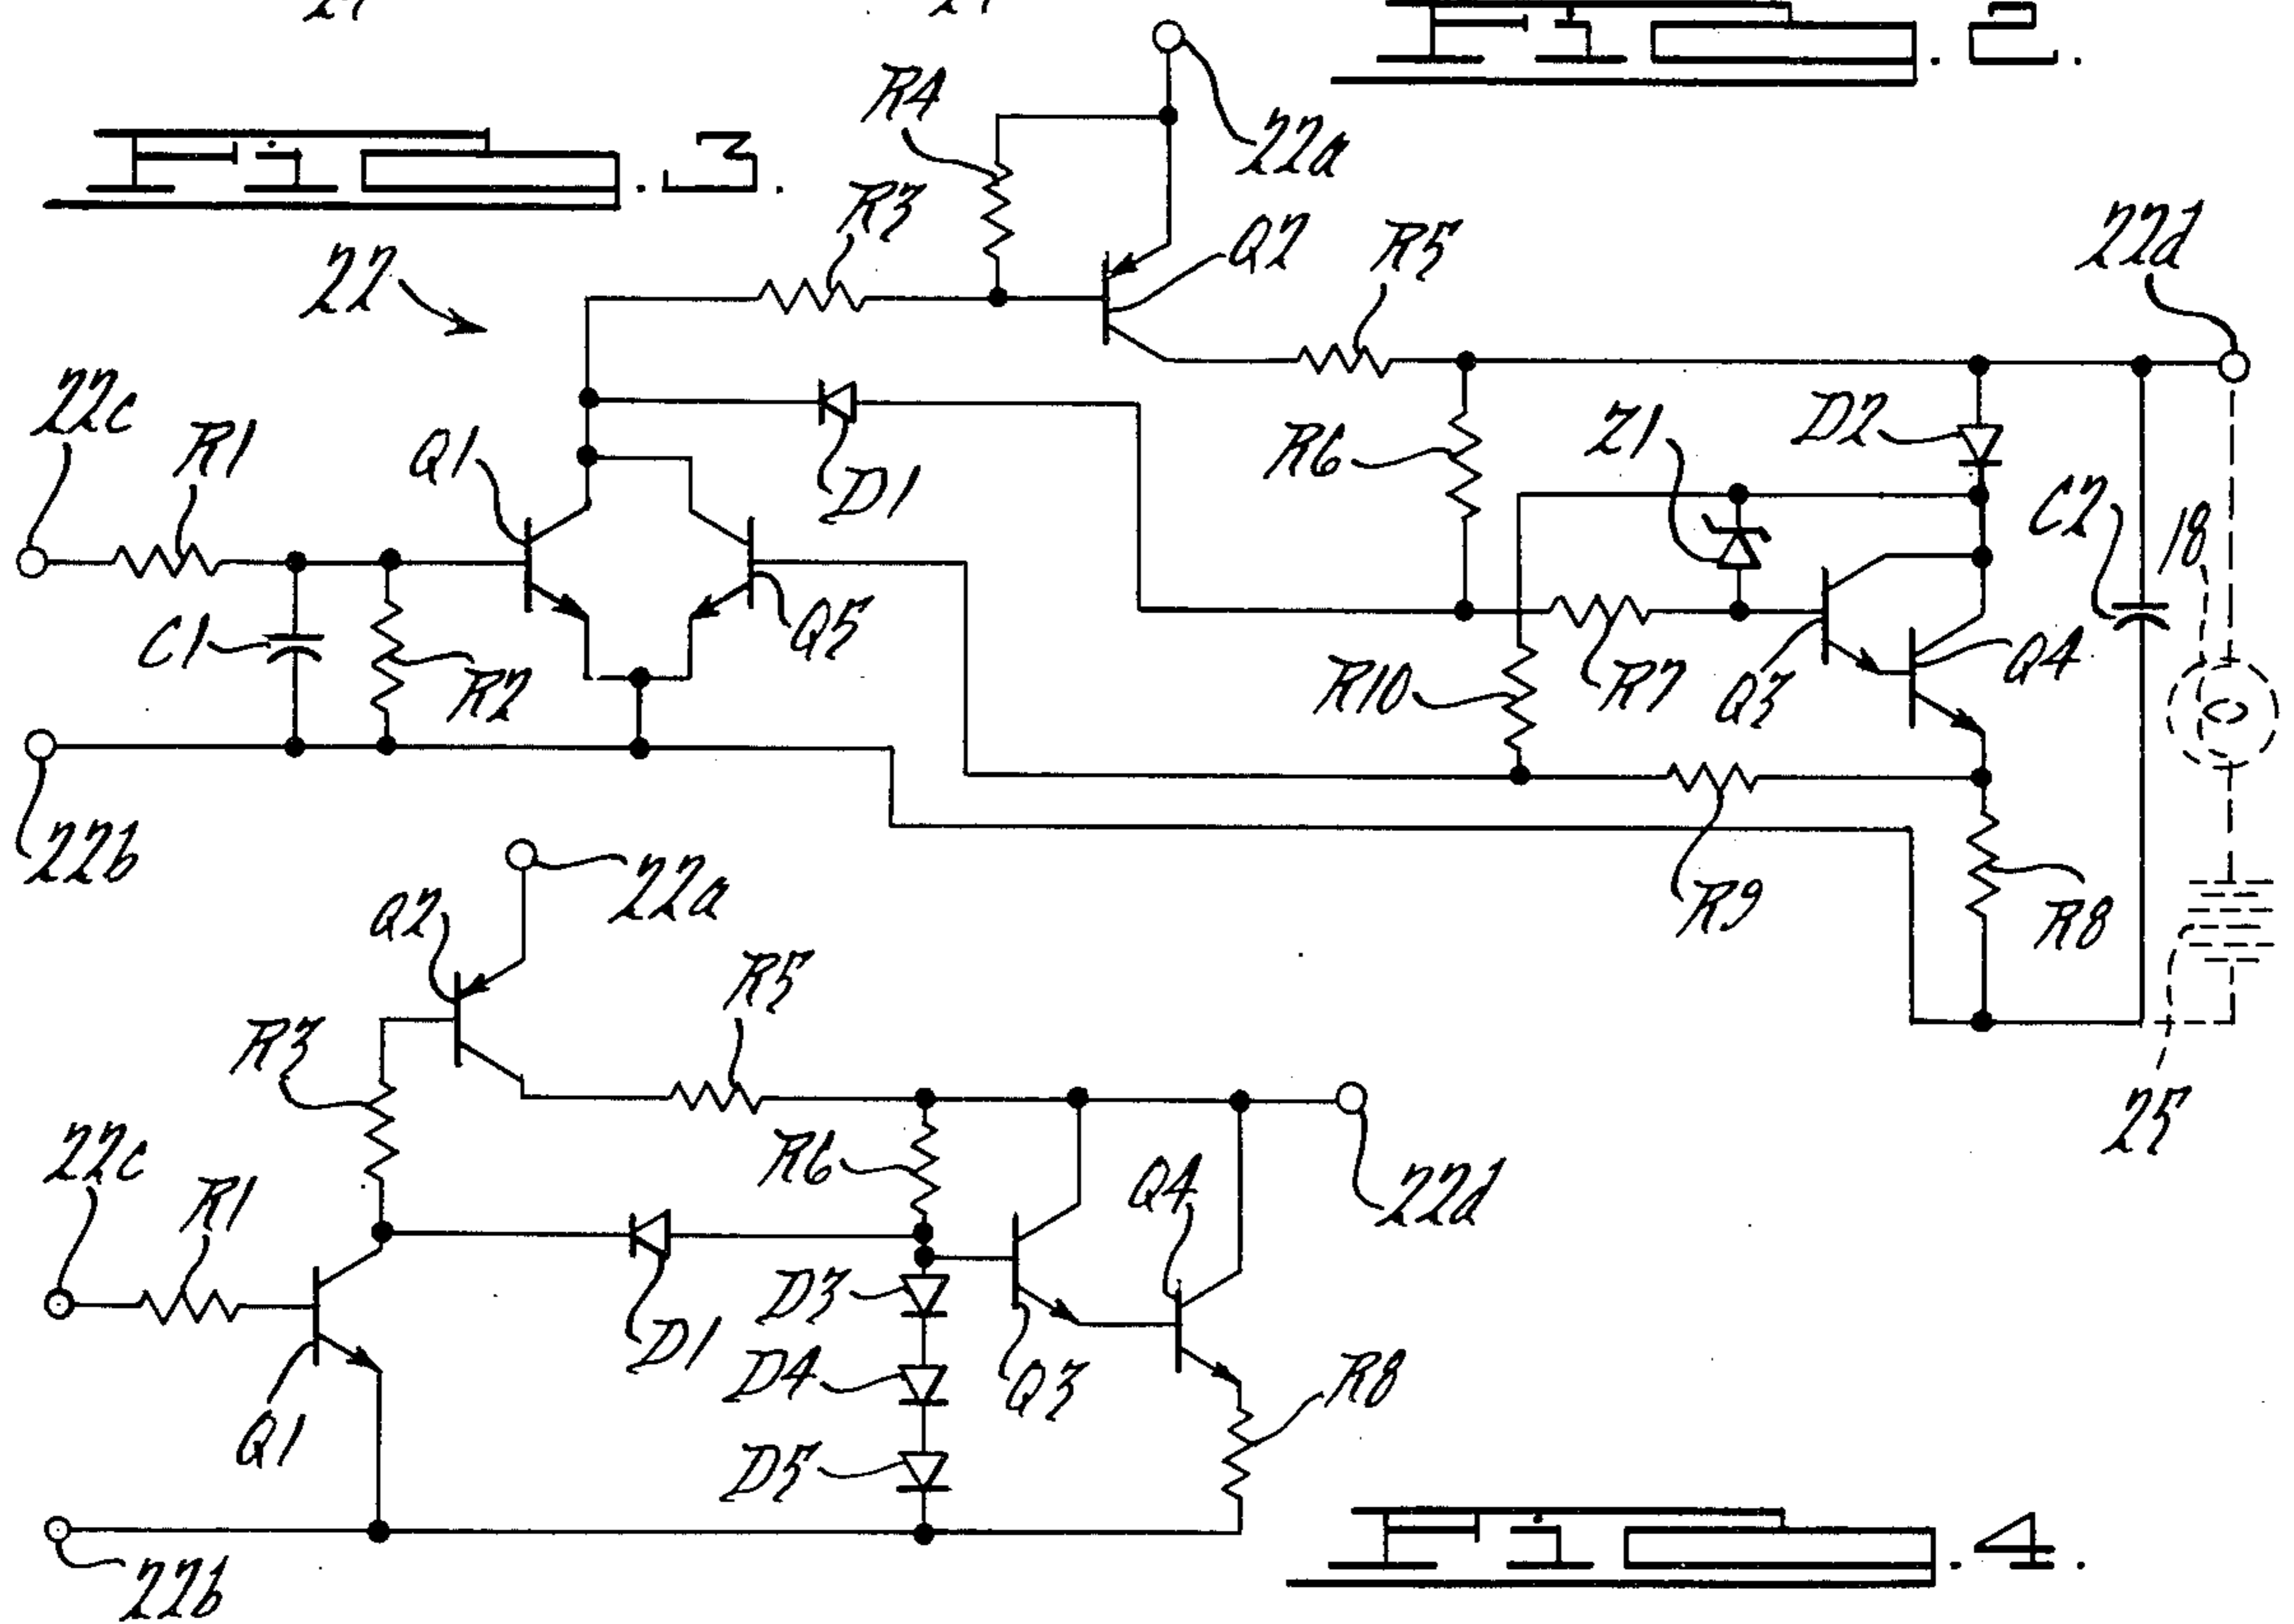 Fig. 2.
Fig. 3.
22
R4
22a
R3
Q2
R5
22d
22c
R1
Q1
D1
R6
Z1
D2
C2
18
C1
R2
Q5
R10
R7
Q3
Q4
22b
R9
R8
25
22a
Q2
R5
R3
22c
R1
R6
Q4
22d
D3
D1
D4
Q3
R8
Q1
D5
22b
Fig. 4.